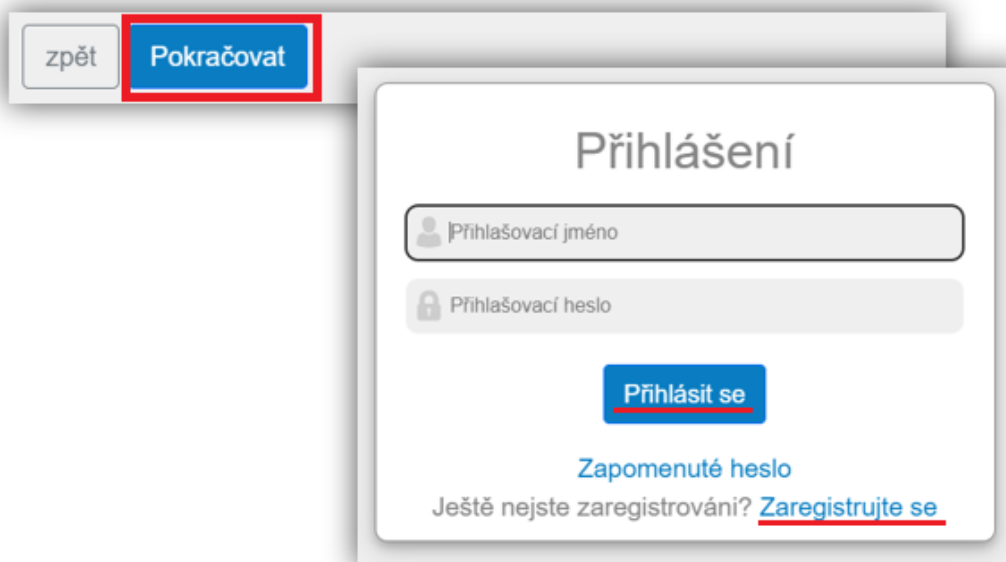 zpět Pokračovat
Přihlášení
Přihlašovací jméno
Přihlašovací heslo
Přihlásit se
Zapomenuté heslo
Ještě nejste zaregistrováni? Zaregistrujte se